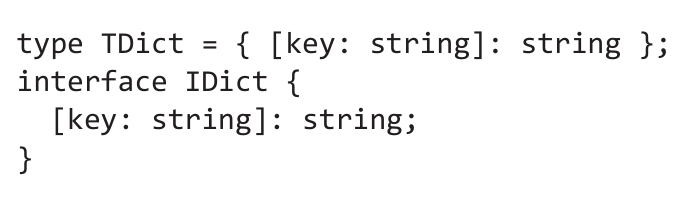 type TDict = { [key: string]: string };
interface IDict {
  [key: string]: string;
}